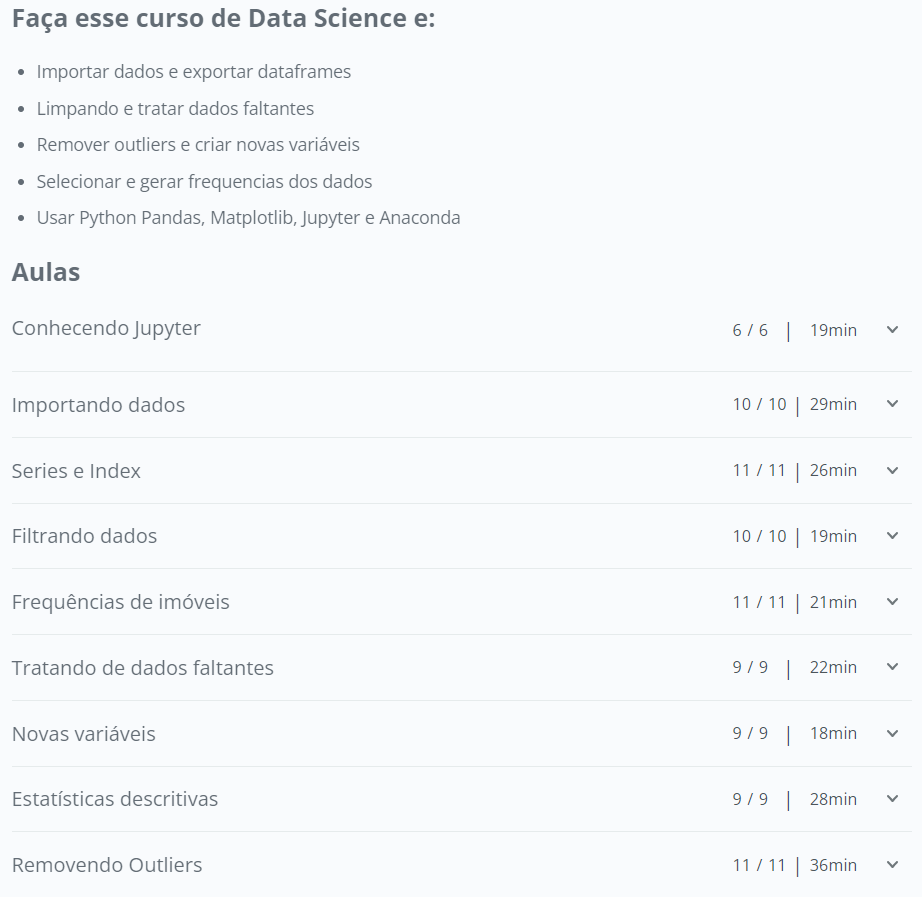 Faça esse curso de Data Science e:
• Importar dados e exportar dataframes
• Limpando e tratar dados faltantes
• Remover outliers e criar novas variáveis
• Selecionar e gerar frequencias dos dados
• Usar Python Pandas, Matplotlib, Jupyter e Anaconda
Aulas
Conhecendo Jupyter 6 / 6 | 19min
Importando dados 10 / 10 | 29min
Series e Index 11 / 11 | 26min
Filtrando dados 10 / 10 | 19min
Frequências de imóveis 11 / 11 | 21min
Tratando de dados faltantes 9 / 9 | 22min
Novas variáveis 9 / 9 | 18min
Estatísticas descritivas 9 / 9 | 28min
Removendo Outliers 11 / 11 | 36min